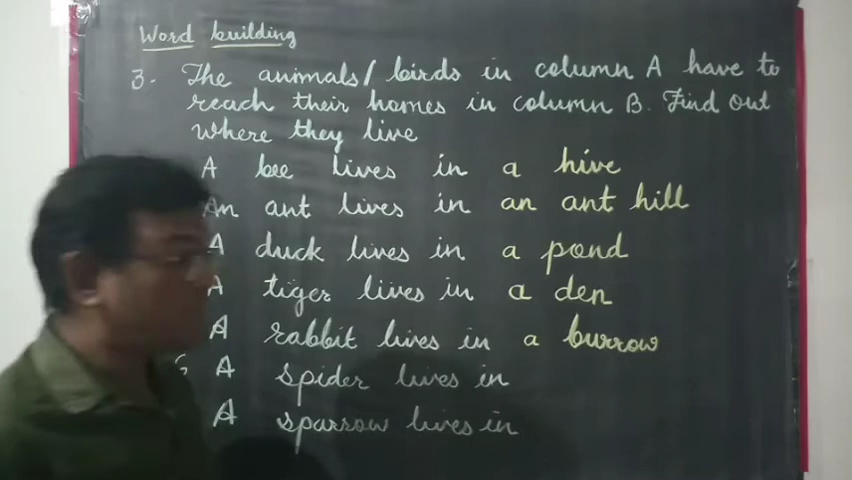 Word building
3. The animals/birds in column A have to
reach their homes in column B. Find out
where they live
A bee lives in a hive
An ant lives in an ant hill
A duck lives in a pond
A tiger lives in a den
A rabbit lives in a burrow
A spider lives in
A sparrow lives in